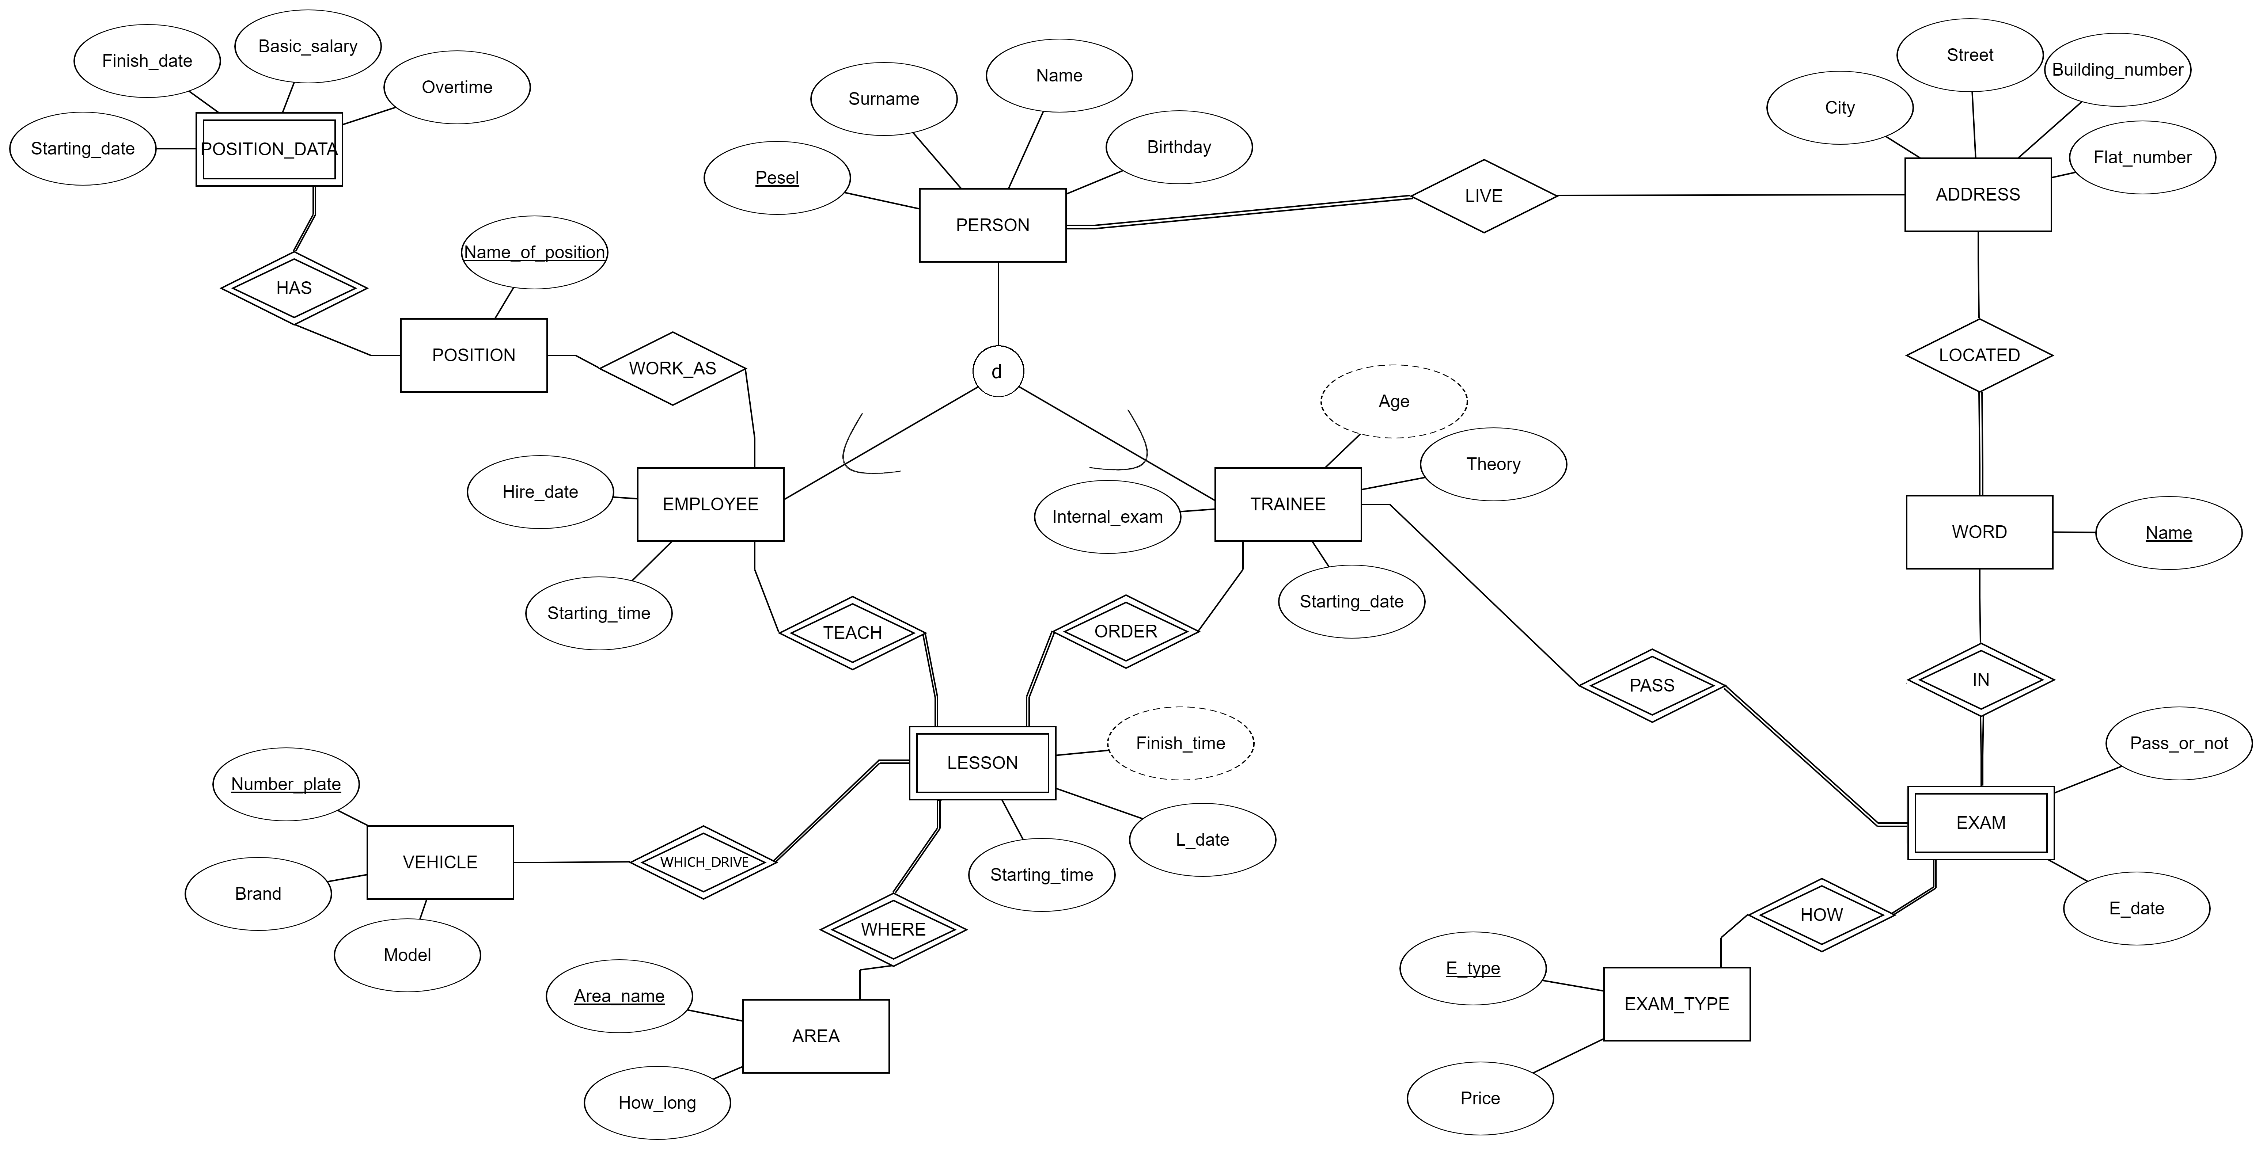 Finish_date
Basic_salary
Overtime
Starting_date
POSITION_DATA
HAS
Name_of_position
POSITION
WORK_AS
Surname
Name
Birthday
Pesel
PERSON
LIVE
City
Street
Building_number
Flat_number
ADDRESS
LOCATED
d
Age
Theory
Hire_date
EMPLOYEE
Internal_exam
TRAINEE
Starting_time
Starting_date
WORD
Name
TEACH
ORDER
PASS
IN
LESSON
Finish_time
L_date
Starting_time
Pass_or_not
EXAM
E_date
Number_plate
VEHICLE
WHICH_DRIVE
Brand
Model
WHERE
HOW
Area_name
AREA
How_long
E_type
EXAM_TYPE
Price